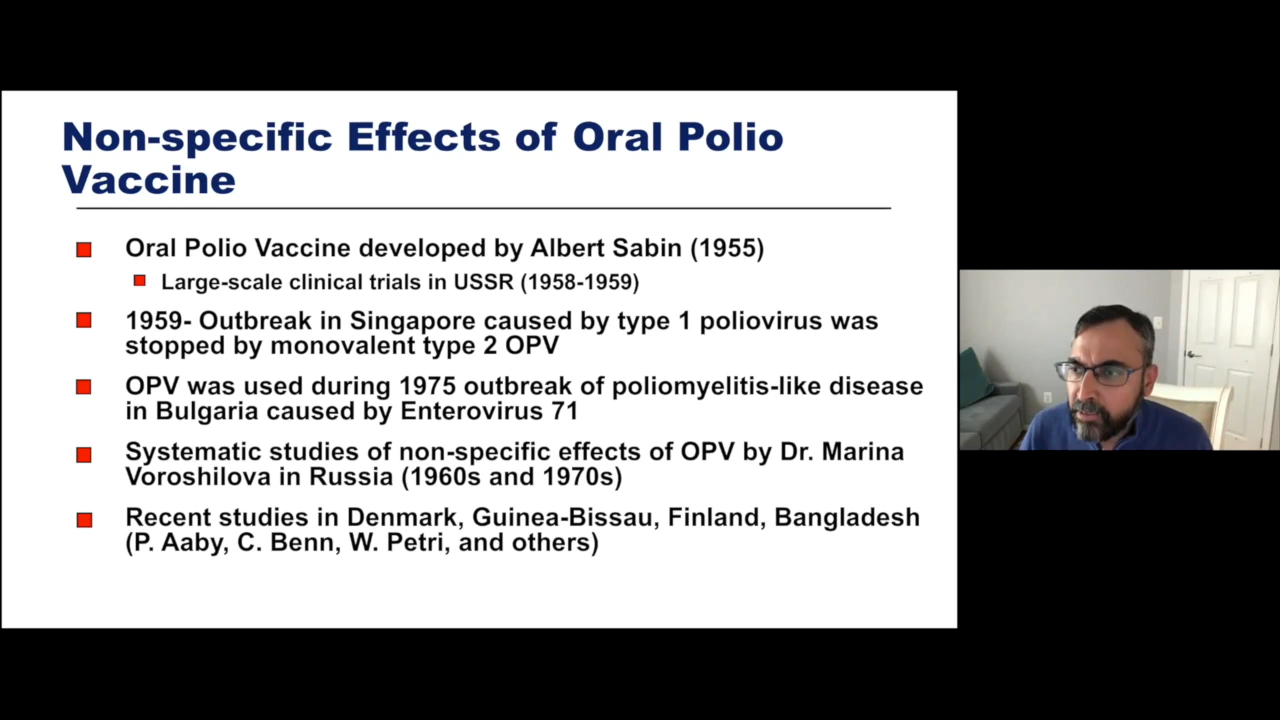 Non-specific Effects of Oral Polio
Vaccine
Oral Polio Vaccine developed by Albert Sabin (1955)
Large-scale clinical trials in USSR (1958-1959)
1959- Outbreak in Singapore caused by type 1 poliovirus was
stopped by monovalent type 2 OPV
OPV was used during 1975 outbreak of poliomyelitis-like disease
in Bulgaria caused by Enterovirus 71
Systematic studies of non-specific effects of OPV by Dr. Marina
Voroshilova in Russia (1960s and 1970s)
Recent studies in Denmark, Guinea-Bissau, Finland, Bangladesh
(P. Aaby, C. Benn, W. Petri, and others)